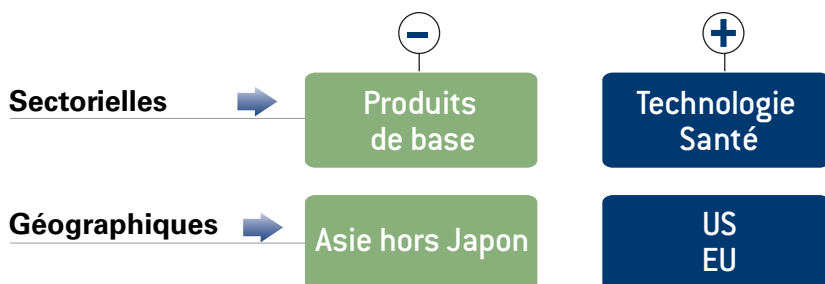 − +
Sectorielles Produits de base Technologie Santé
Géographiques Asie hors Japon US EU